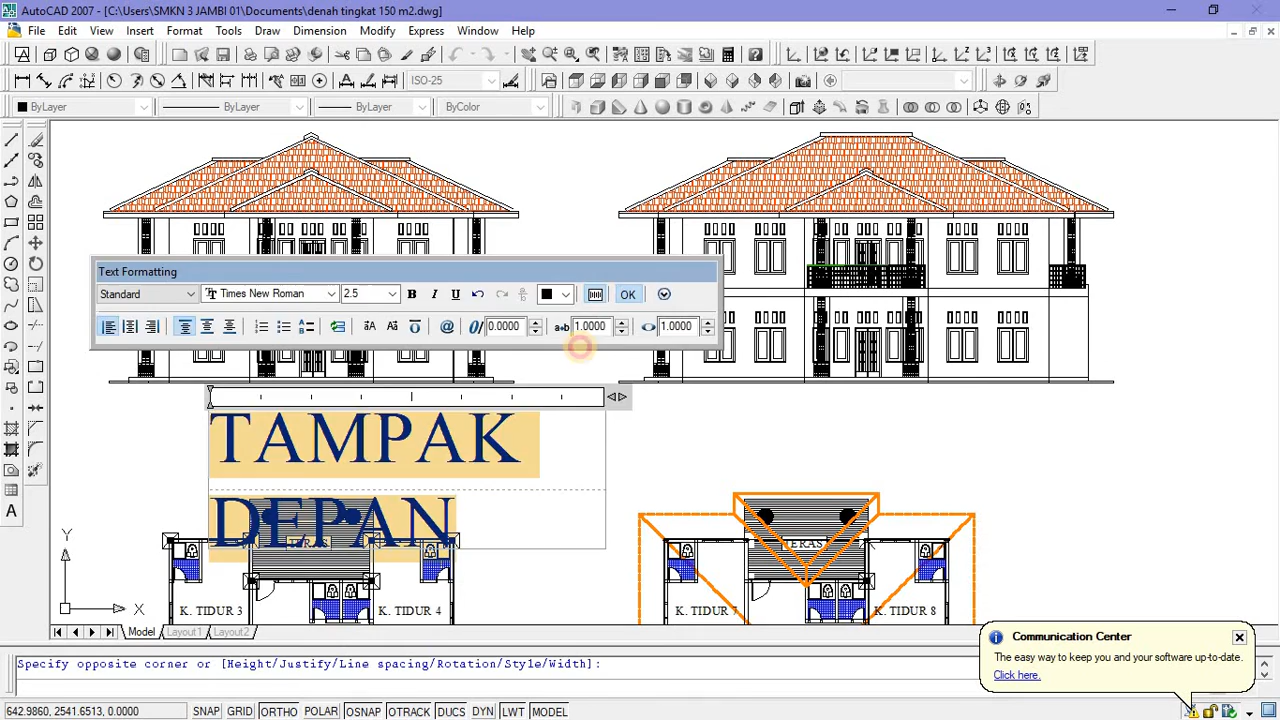 AutoCAD 2007 - [C:\Users\SMKN 3 JAMBI 01\Documents\denah tingkat 150 m2.dwg]
File Edit View Insert Format Tools Draw Dimension Modify Express Window Help
ISO-25
ByLayer ByLayer ByLayer ByColor
Text Formatting
Standard Times New Roman 2.5 B I U OK
@ 0/ 0.0000 a•b 1.0000 1.0000
TAMPAK
DEPAN
TERAS TERAS
K. TIDUR 3 K. TIDUR 4 K. TIDUR 7 K. TIDUR 8
Y
X
Model Layout1 Layout2
Communication Center
The easy way to keep you and your software up-to-date.
Click here.
Specify opposite corner or [Height/Justify/Line spacing/Rotation/Style/Width]:
642.9860, 2541.6513, 0.0000 SNAP GRID ORTHO POLAR OSNAP OTRACK DUCS DYN LWT MODEL